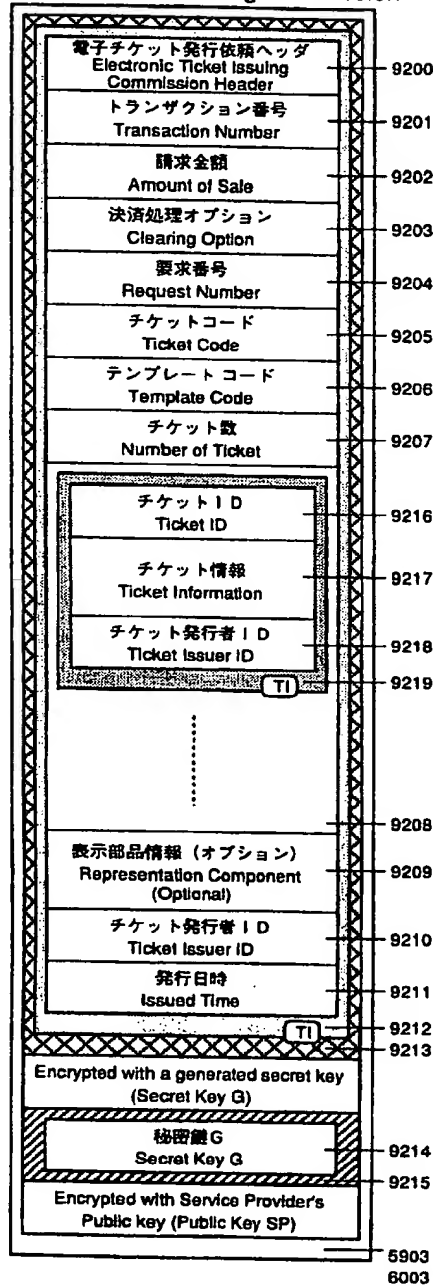 電子チケット発行依頼ヘッダ
Electronic Ticket Issuing
Commission Header
9200
トランザクション番号
Transaction Number
9201
請求金額
Amount of Sale
9202
決済処理オプション
Clearing Option
9203
要求番号
Request Number
9204
チケットコード
Ticket Code
9205
テンプレートコード
Template Code
9206
チケット数
Number of Ticket
9207
チケットID
Ticket ID
9216
チケット情報
Ticket Information
9217
チケット発行者ID
Ticket Issuer ID
9218
TI
9219
9208
表示部品情報（オプション）
Representation Component
(Optional)
9209
チケット発行者ID
Ticket Issuer ID
9210
発行日時
Issued Time
9211
TI
9212
9213
Encrypted with a generated secret key
(Secret Key G)
秘密鍵G
Secret Key G
9214
9215
Encrypted with Service Provider's
Public key (Public Key SP)
5903
6003